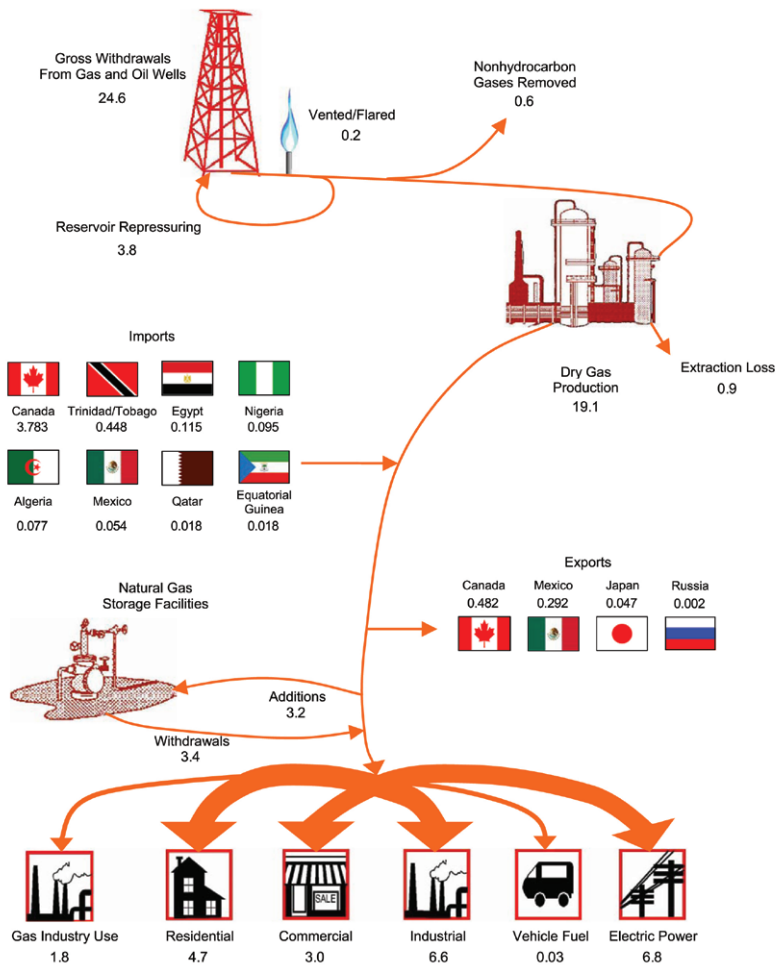 Gross Withdrawals
From Gas and Oil Wells
24.6
Vented/Flared
0.2
Nonhydrocarbon
Gases Removed
0.6
Reservoir Repressuring
3.8
Dry Gas
Production
19.1
Extraction Loss
0.9
Imports
Canada
3.783
Trinidad/Tobago
0.448
Egypt
0.115
Nigeria
0.095
Algeria
0.077
Mexico
0.054
Qatar
0.018
Equatorial
Guinea
0.018
Exports
Canada
0.482
Mexico
0.292
Japan
0.047
Russia
0.002
Natural Gas
Storage Facilities
Additions
3.2
Withdrawals
3.4
SALE
Gas Industry Use
1.8
Residential
4.7
Commercial
3.0
Industrial
6.6
Vehicle Fuel
0.03
Electric Power
6.8